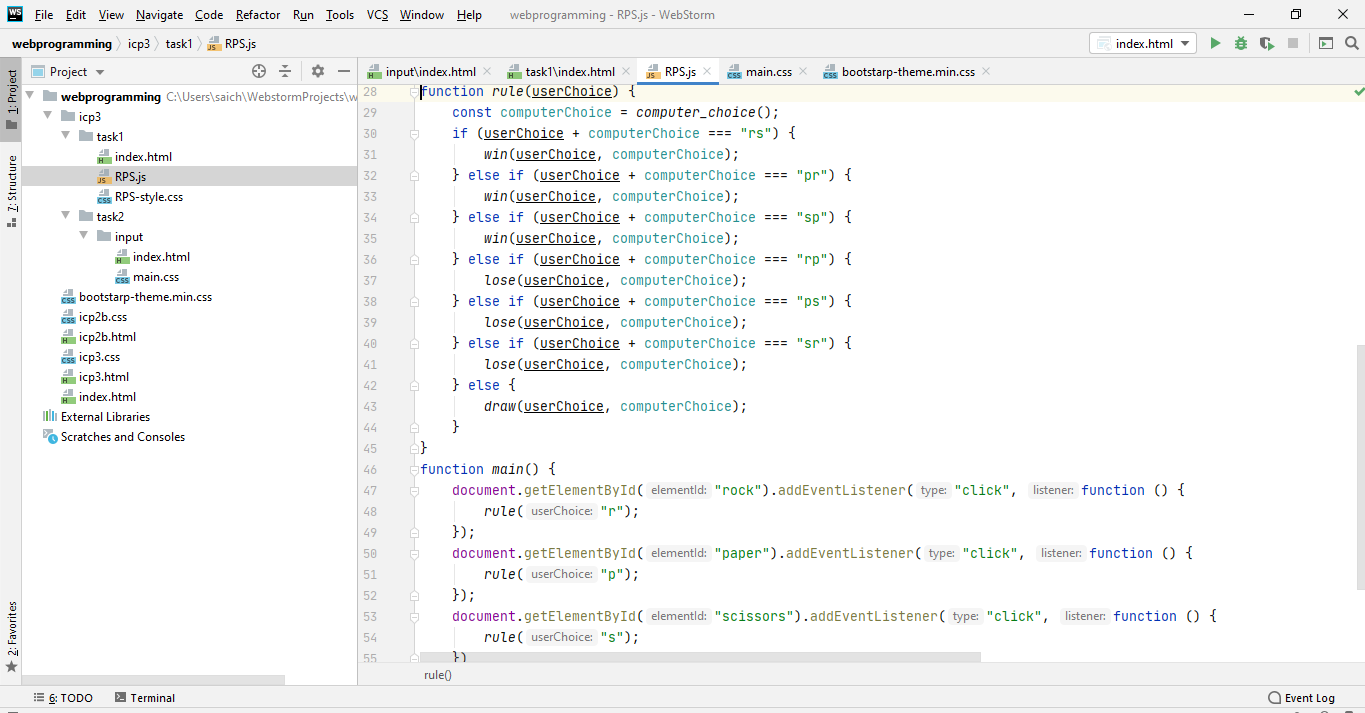 WS File Edit View Navigate Code Refactor Run Tools VCS Window Help webprogramming - RPS.js - WebStorm
webprogramming icp3 task1 RPS.js index.html
1: Project
7: Structure
2: Favorites
Project
webprogramming C:\Users\saich\WebstormProjects\w
icp3
task1
index.html
RPS.js
RPS-style.css
task2
input
index.html
main.css
bootstarp-theme.min.css
icp2b.css
icp2b.html
icp3.css
icp3.html
index.html
External Libraries
Scratches and Consoles
input\index.html task1\index.html RPS.js main.css bootstarp-theme.min.css
28 function rule(userChoice) {
29 const computerChoice = computer_choice();
30 if (userChoice + computerChoice === "rs") {
31 win(userChoice, computerChoice);
32 } else if (userChoice + computerChoice === "pr") {
33 win(userChoice, computerChoice);
34 } else if (userChoice + computerChoice === "sp") {
35 win(userChoice, computerChoice);
36 } else if (userChoice + computerChoice === "rp") {
37 lose(userChoice, computerChoice);
38 } else if (userChoice + computerChoice === "ps") {
39 lose(userChoice, computerChoice);
40 } else if (userChoice + computerChoice === "sr") {
41 lose(userChoice, computerChoice);
42 } else {
43 draw(userChoice, computerChoice);
44 }
45 }
46 function main() {
47 document.getElementById( elementId: "rock").addEventListener( type: "click", listener: function () {
48 rule( userChoice: "r");
49 });
50 document.getElementById( elementId: "paper").addEventListener( type: "click", listener: function () {
51 rule( userChoice: "p");
52 });
53 document.getElementById( elementId: "scissors").addEventListener( type: "click", listener: function () {
54 rule( userChoice: "s");
55 })
rule()
6: TODO Terminal Event Log